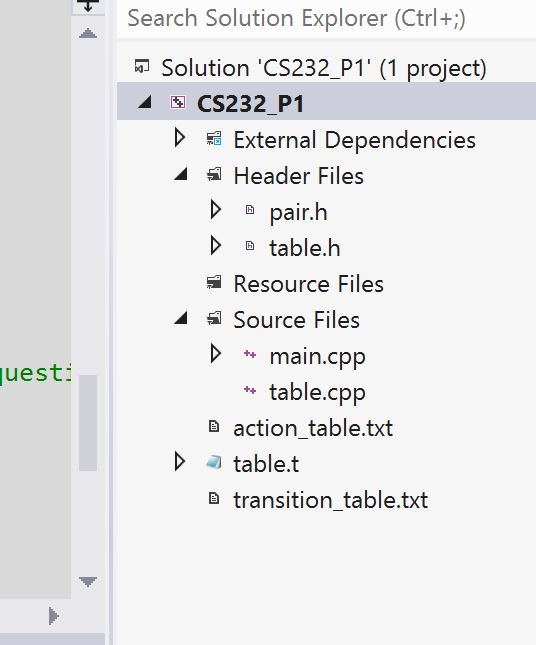 Search Solution Explorer (Ctrl+;)
Solution 'CS232_P1' (1 project)
CS232_P1
External Dependencies
Header Files
pair.h
table.h
Resource Files
Source Files
questi
main.cpp
table.cpp
action_table.txt
table.t
transition_table.txt